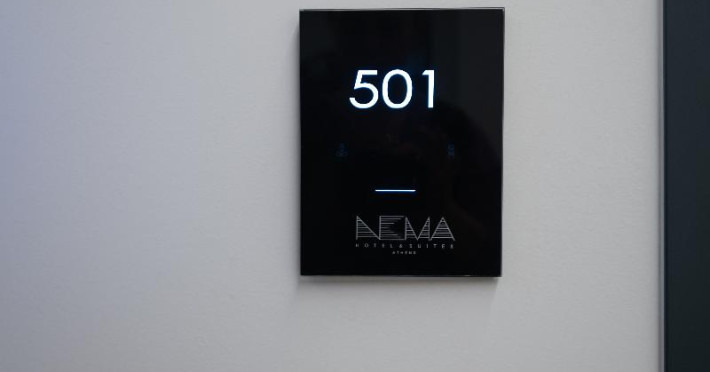 501
NEMA
HOTEL & SUITES
ATHENS